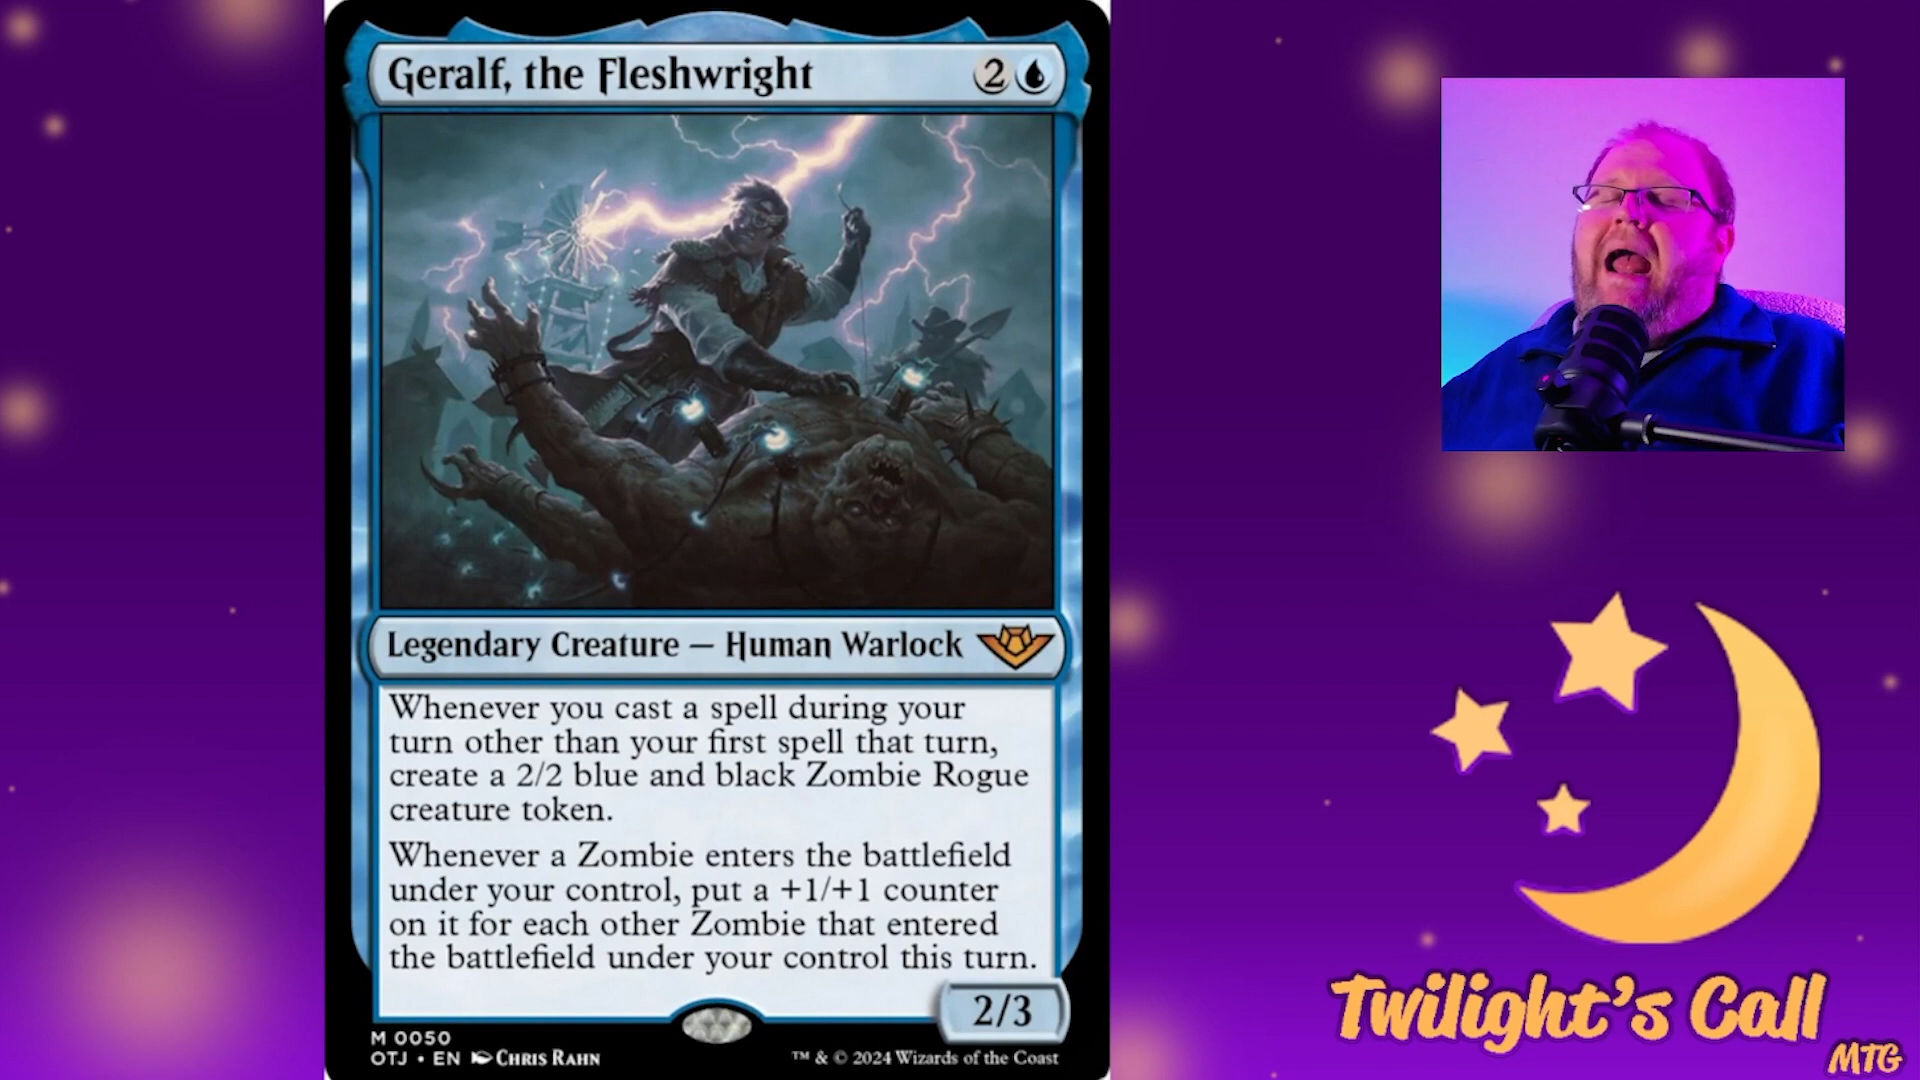 Geralf, the Fleshwright
2
Legendary Creature — Human Warlock
Whenever you cast a spell during your
turn other than your first spell that turn,
create a 2/2 blue and black Zombie Rogue
creature token.
Whenever a Zombie enters the battlefield
under your control, put a +1/+1 counter
on it for each other Zombie that entered
the battlefield under your control this turn.
2/3
M 0050
OTJ • EN CHRIS RAHN
™ & © 2024 Wizards of the Coast
Twilight's Call
MTG